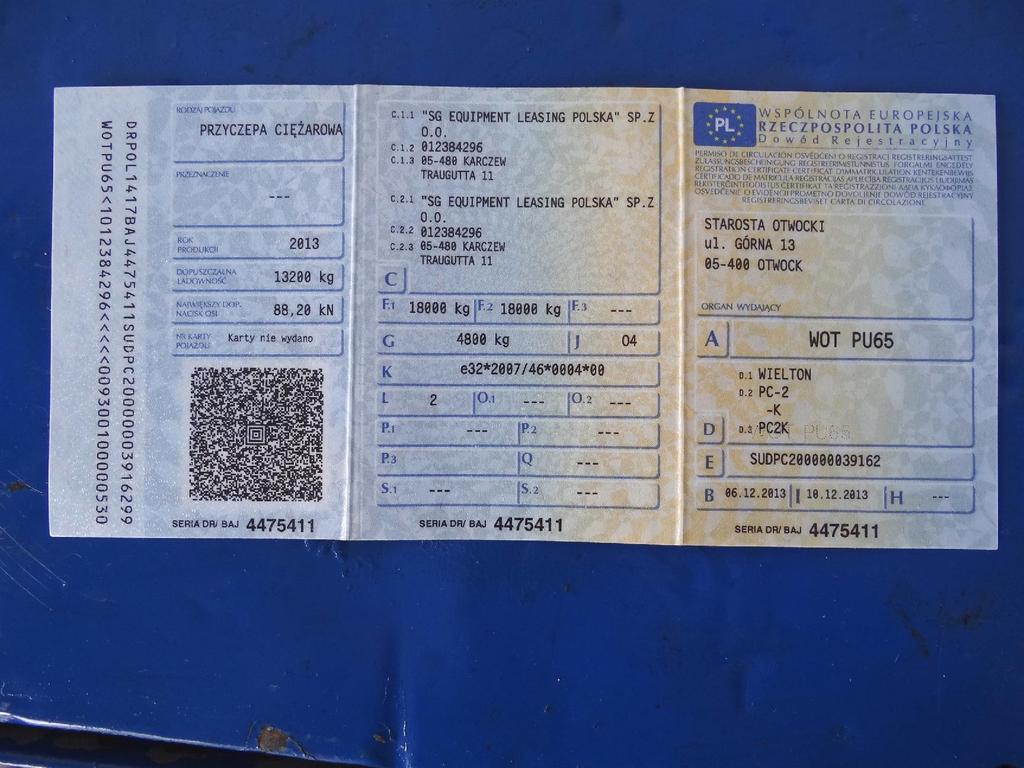 DRPOL1417BAJ4475411SUDPC200000003916299
WOTPU65<1012384296<<<<<0093001000000530
RODZAJ POJAZDU
PRZYCZEPA CIĘŻAROWA
PRZEZNACZENIE
---
ROK PRODUKCJI 2013
DOPUSZCZALNA ŁADOWNOŚĆ 13200 kg
NAJWIĘKSZY DOP. NACISK OSI 88,20 kN
NR KARTY POJAZDU Karty nie wydano
SERIA DR/ BAJ 4475411
C.1.1 "SG EQUIPMENT LEASING POLSKA" SP.Z
O.O.
C.1.2 012384296
C.1.3 05-480 KARCZEW
TRAUGUTTA 11
C.2.1 "SG EQUIPMENT LEASING POLSKA" SP.Z
O.O.
C.2.2 012384296
C.2.3 05-480 KARCZEW
TRAUGUTTA 11
C
F.1 18000 kg F.2 18000 kg F.3 ---
G 4800 kg J 04
K e32*2007/46*0004*00
L 2 O.1 --- O.2 ---
P.1 --- P.2 ---
P.3 Q ---
S.1 --- S.2 ---
SERIA DR/ BAJ 4475411
PL
WSPÓLNOTA EUROPEJSKA
RZECZPOSPOLITA POLSKA
Dowód Rejestracyjny
STAROSTA OTWOCKI
ul. GÓRNA 13
05-400 OTWOCK
ORGAN WYDAJĄCY
A WOT PU65
D.1 WIELTON
D.2 PC-2
-K
D D.3 PC2K
WOT PU65
E SUDPC200000039162
B 06.12.2013 I 10.12.2013 H ---
SERIA DR/ BAJ 4475411